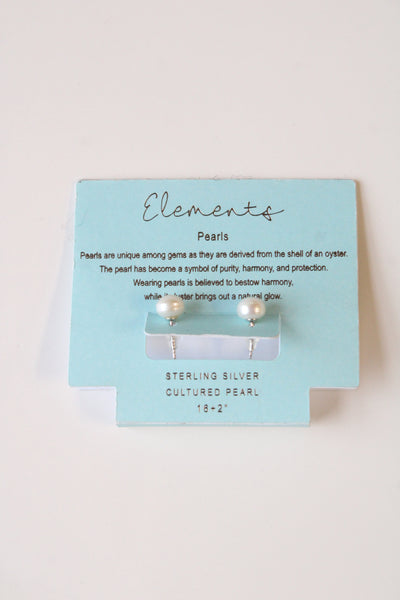 Elements
Pearls
Pearls are unique among gems as they are derived from the shell of an oyster.
The pearl has become a symbol of purity, harmony, and protection.
Wearing pearls is believed to bestow harmony,
while brings out a natural glow.
STERLING SILVER
CULTURED PEARL
16+2"